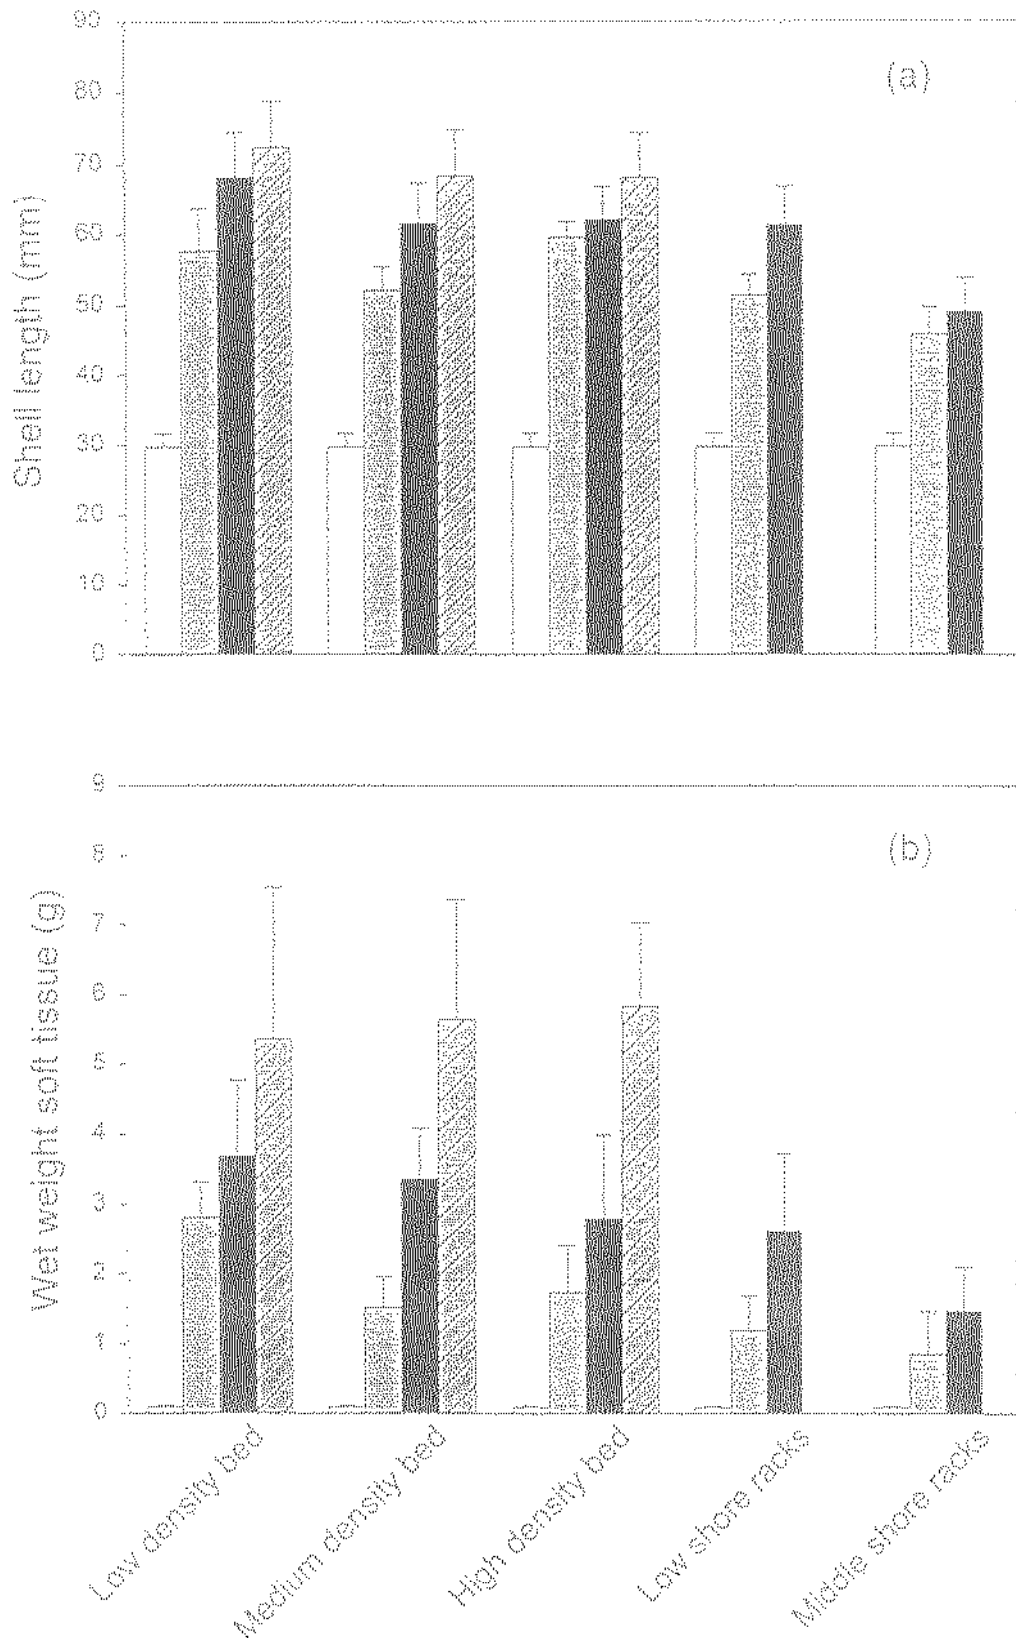 90
(a)
80
70
60
50
40
30
20
10
0
Shell length (mm)
9
(b)
8
7
6
5
4
3
2
1
0
Wet weight soft tissue (g)
Low density bed
Medium density bed
High density bed
Low shore racks
Middle shore racks